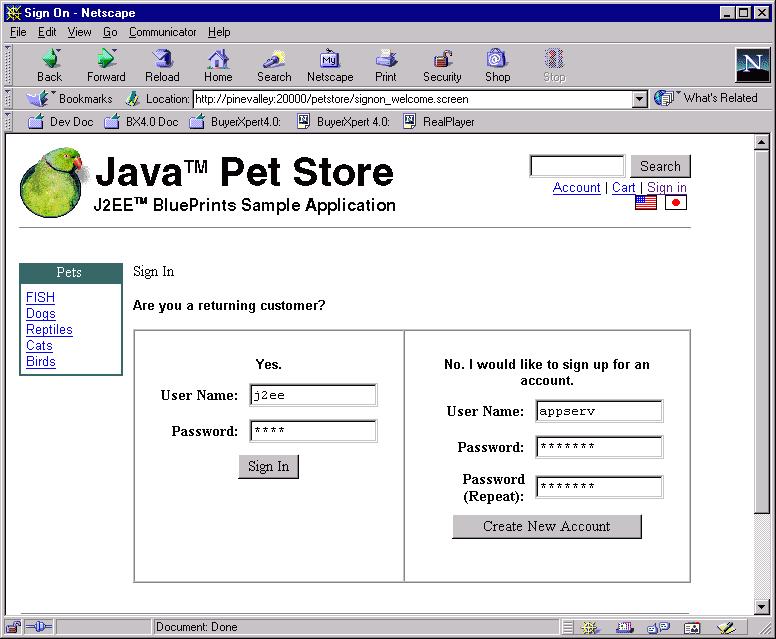 Sign On - Netscape
File Edit View Go Communicator Help
Back Forward Reload Home Search Netscape Print Security Shop Stop
My
N
Bookmarks Location: http://pinevalley:20000/petstore/signon_welcome.screen What's Related
Dev Doc BX4.0 Doc BuyerXpert4.0: BuyerXpert 4.0: RealPlayer
Java™ Pet Store
J2EE™ BluePrints Sample Application
Search
Account | Cart | Sign in
Pets
FISH
Dogs
Reptiles
Cats
Birds
Sign In
Are you a returning customer?
Yes.
User Name: j2ee
Password: ****
Sign In
No. I would like to sign up for an
account.
User Name: appserv
Password: *******
Password
(Repeat): *******
Create New Account
Document: Done